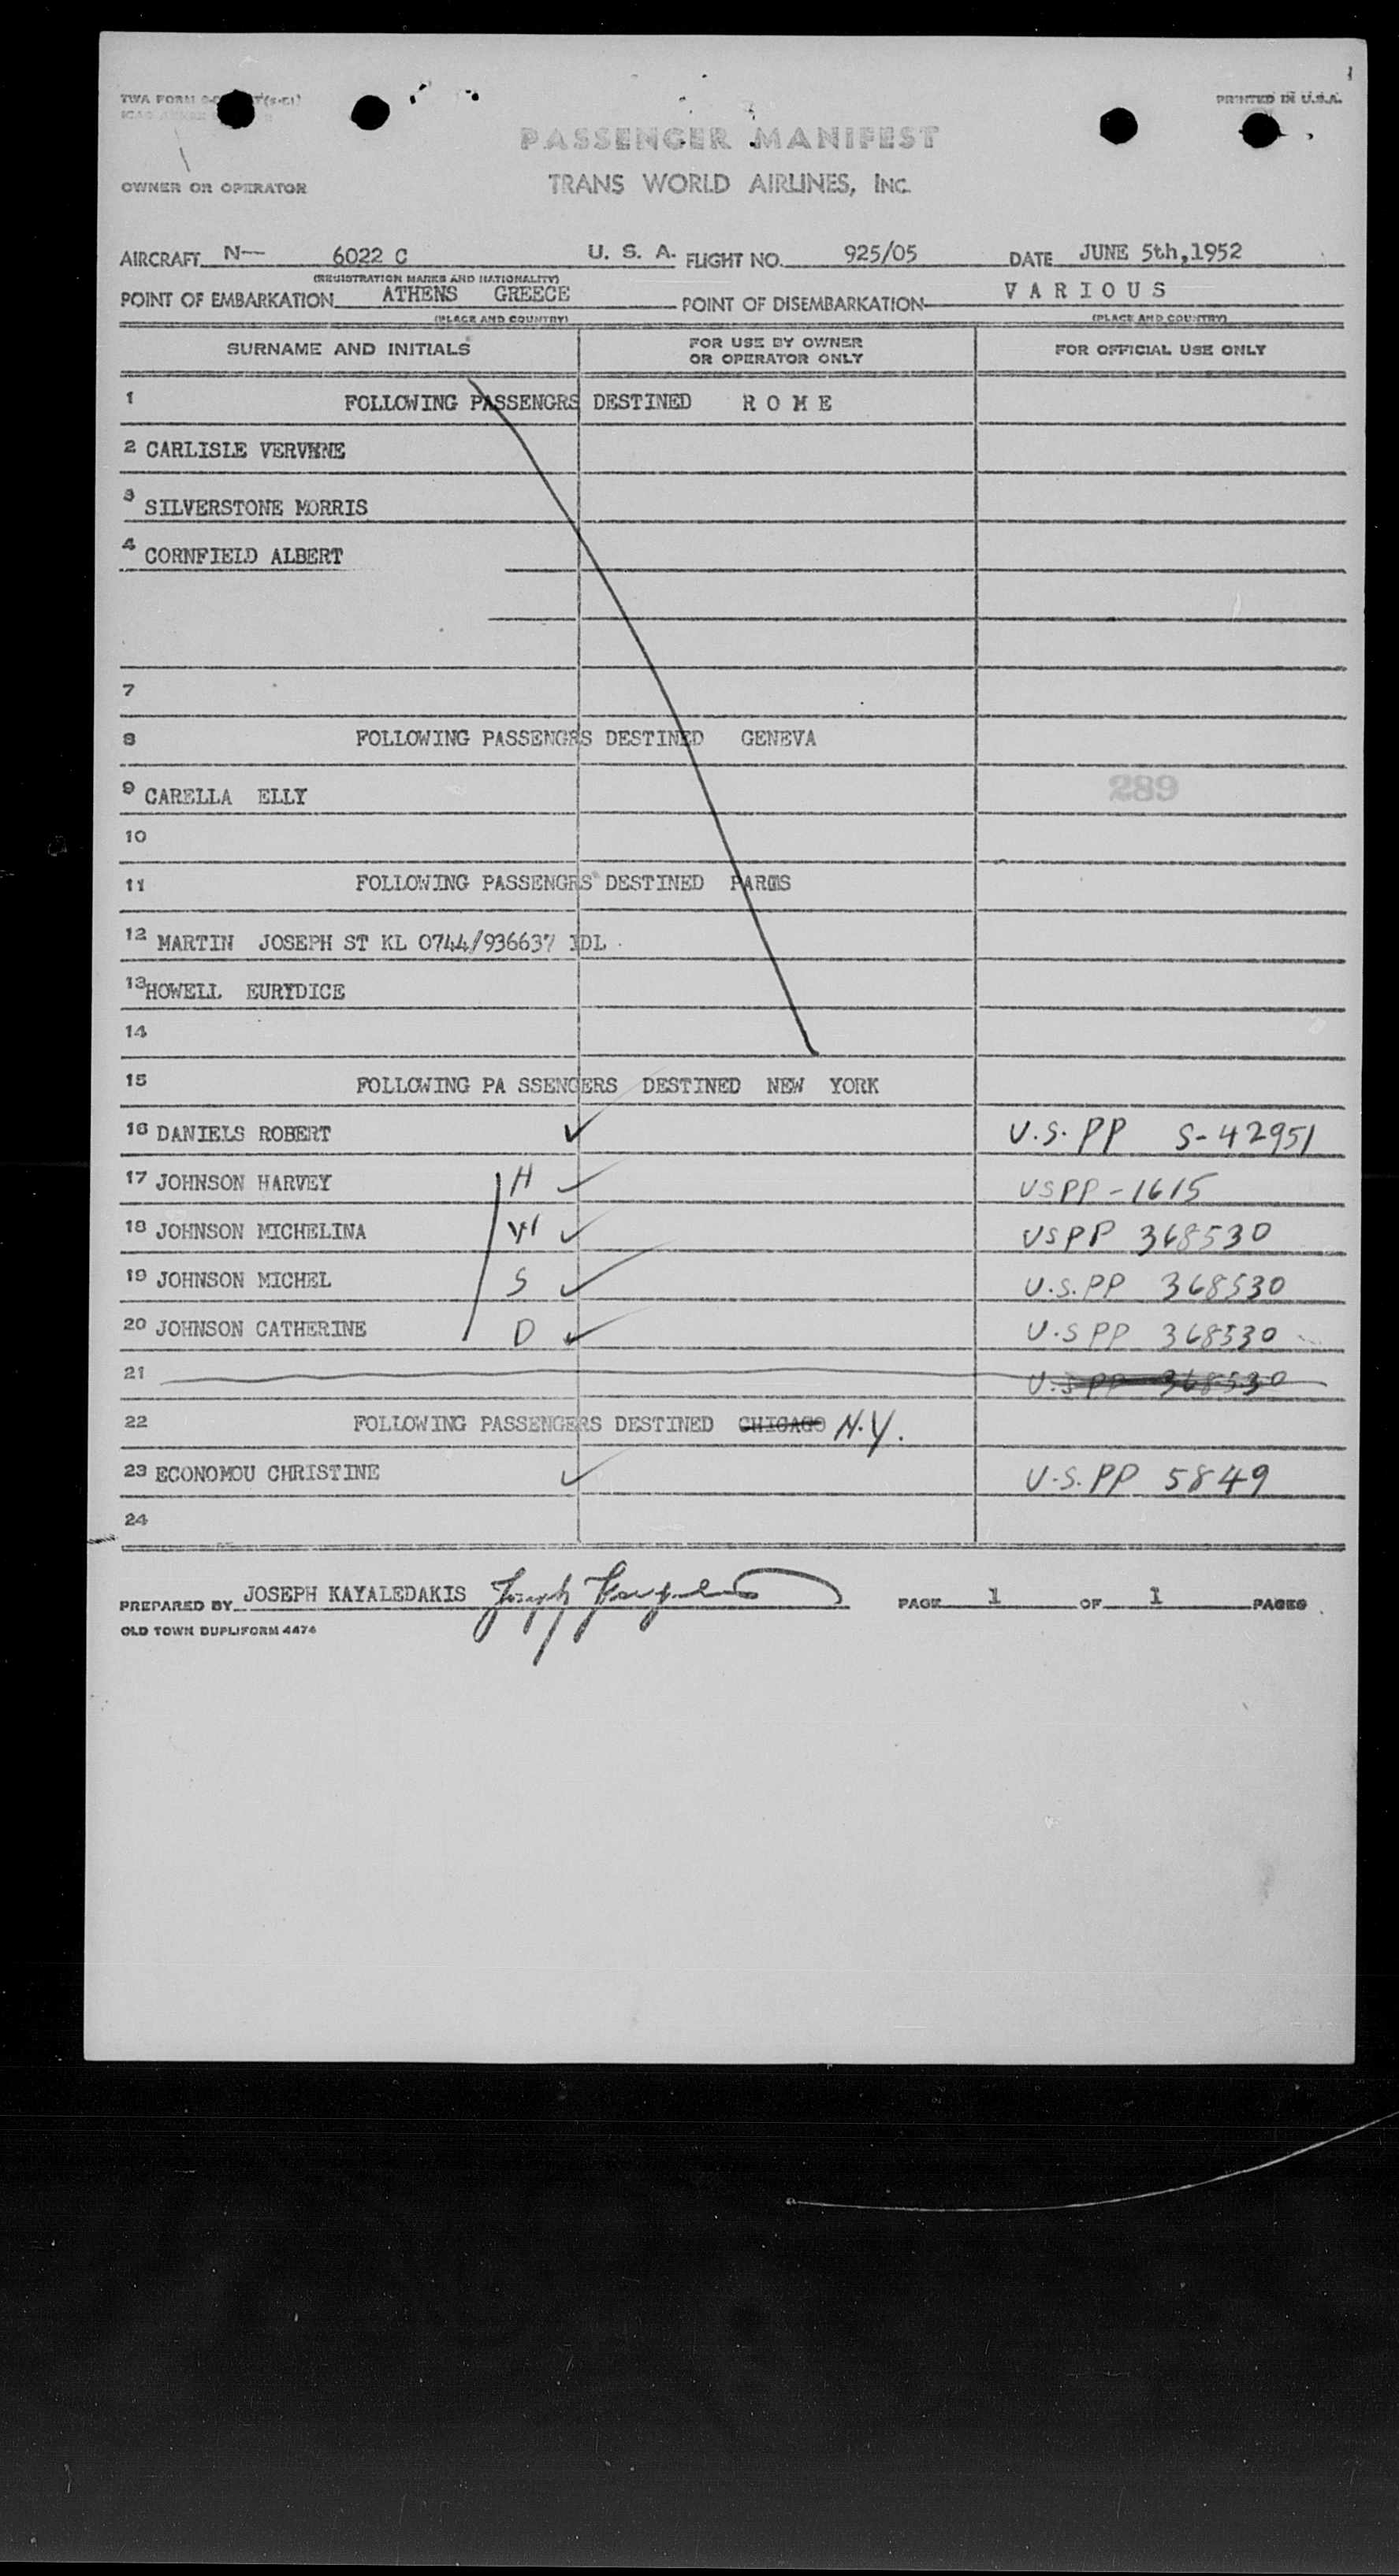 TWA FORM
PRINTED IN U.S.A.
PASSENGER MANIFEST
OWNER OR OPERATOR TRANS WORLD AIRLINES, INC.
AIRCRAFT N— 6022 C U. S. A. FLIGHT NO. 925/05 DATE JUNE 5th,1952
(REGISTRATION MARKS AND NATIONALITY)
POINT OF EMBARKATION ATHENS GREECE POINT OF DISEMBARKATION V A R I O U S
(PLACE AND COUNTRY) (PLACE AND COUNTRY)
SURNAME AND INITIALS FOR USE BY OWNER OR OPERATOR ONLY FOR OFFICIAL USE ONLY
1 FOLLOWING PASSENGRS DESTINED R O M E
2 CARLISLE
3 SILVERSTONE MORRIS
4 CORNFIELD ALBERT
7
8 FOLLOWING PASSENGRS DESTINED GENEVA
9 CARELLA ELLY 289
10
11 FOLLOWING PASSENGRS DESTINED
12 MARTIN JOSEPH ST KL 0744/936637 IDL
13 HOWELL EURYDICE
14
15 FOLLOWING PA SSENGERS DESTINED NEW YORK
16 DANIELS ROBERT ✓ U.S. PP S-42951
17 JOHNSON HARVEY H ✓ USPP-1615
18 JOHNSON MICHELINA W ✓ USPP 368530
19 JOHNSON MICHEL S ✓ U.S.PP 368530
20 JOHNSON CATHERINE D ✓ U.S PP 368530
21 U.S PP 368530
22 FOLLOWING PASSENGERS DESTINED CHICAGO N.Y.
23 ECONOMOU CHRISTINE ✓ U.S.PP 5849
24
PREPARED BY JOSEPH KAYALEDAKIS PAGE 1 OF 1 PAGES
OLD TOWN DUPLIFORM 4474